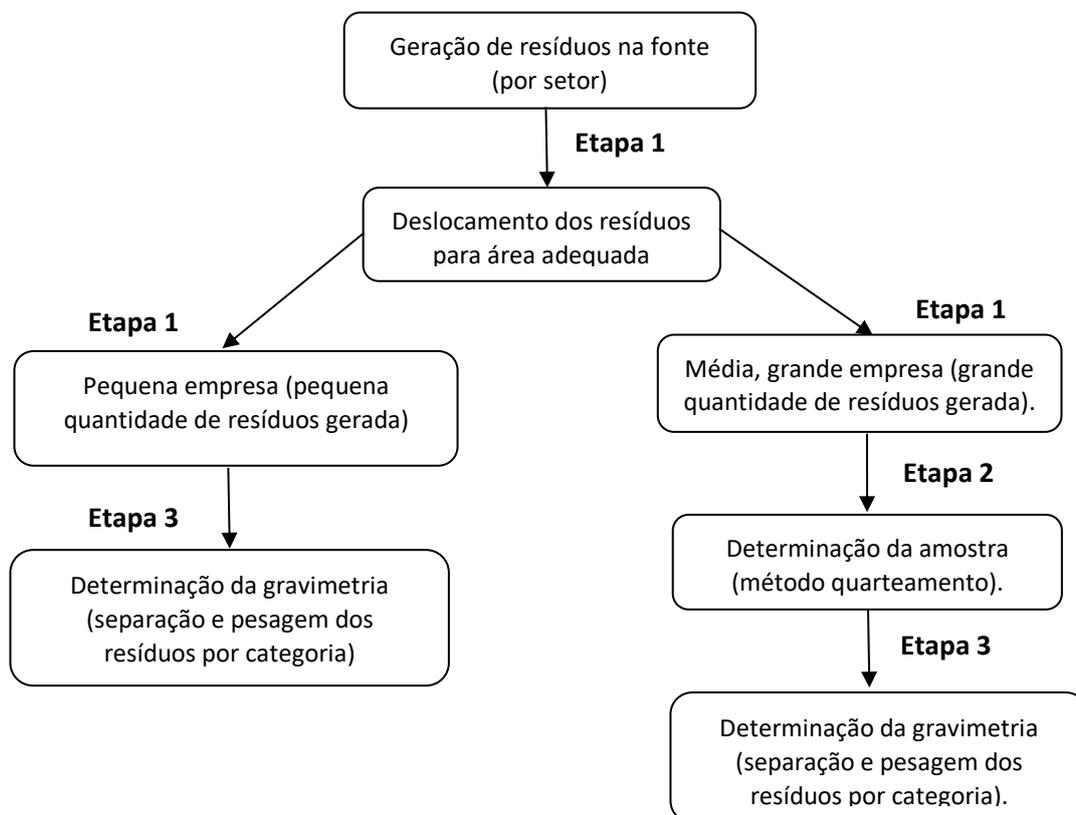 Geração de resíduos na fonte
(por setor)
Etapa 1
Deslocamento dos resíduos
para área adequada
Etapa 1
Pequena empresa (pequena
quantidade de resíduos gerada)
Etapa 3
Determinação da gravimetria
(separação e pesagem dos
resíduos por categoria)
Etapa 1
Média, grande empresa (grande
quantidade de resíduos gerada).
Etapa 2
Determinação da amostra
(método quarteamento).
Etapa 3
Determinação da gravimetria
(separação e pesagem dos
resíduos por categoria).